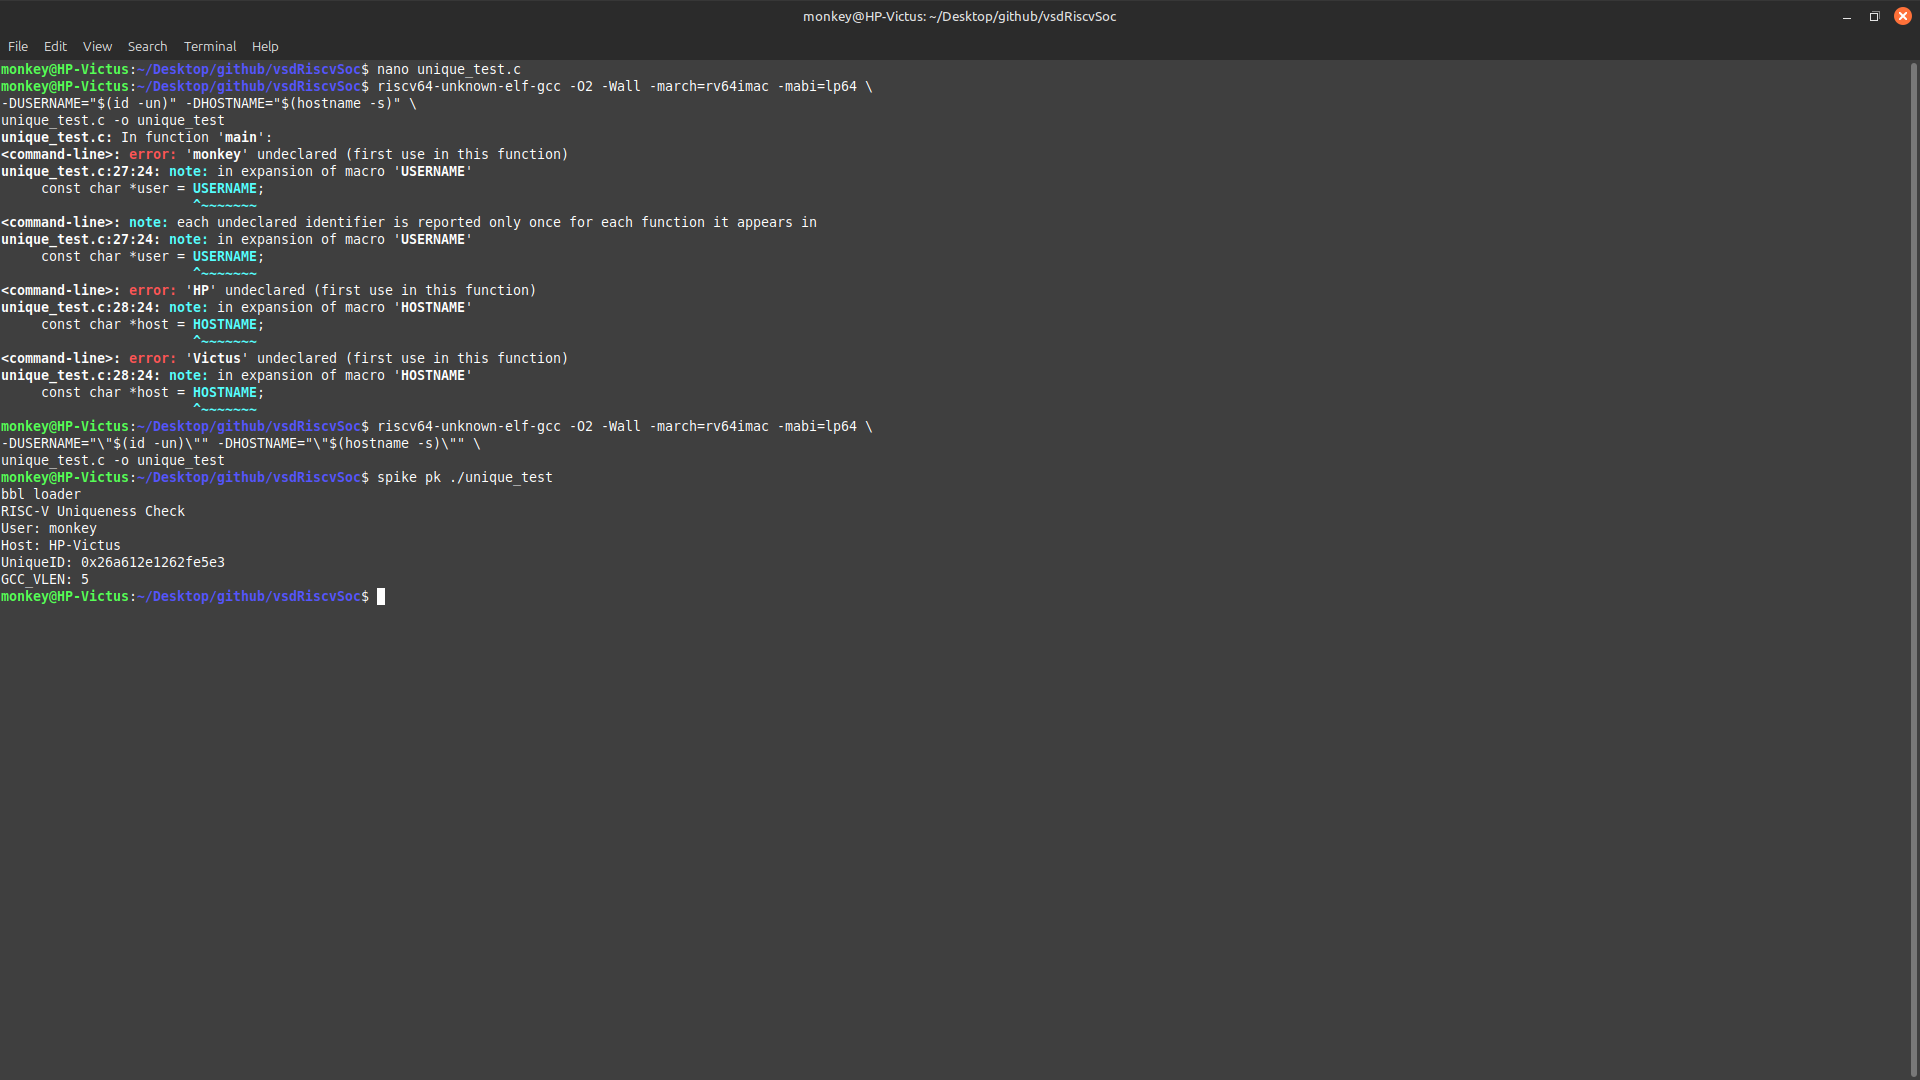 monkey@HP-Victus: ~/Desktop/github/vsdRiscvSoc
File Edit View Search Terminal Help
monkey@HP-Victus:~/Desktop/github/vsdRiscvSoc$ nano unique_test.c
monkey@HP-Victus:~/Desktop/github/vsdRiscvSoc$ riscv64-unknown-elf-gcc -O2 -Wall -march=rv64imac -mabi=lp64 \
-DUSERNAME="$(id -un)" -DHOSTNAME="$(hostname -s)" \
unique_test.c -o unique_test
unique_test.c: In function 'main':
<command-line>: error: 'monkey' undeclared (first use in this function)
unique_test.c:27:24: note: in expansion of macro 'USERNAME'
     const char *user = USERNAME;
                        ^~~~~~~~
<command-line>: note: each undeclared identifier is reported only once for each function it appears in
unique_test.c:27:24: note: in expansion of macro 'USERNAME'
     const char *user = USERNAME;
                        ^~~~~~~~
<command-line>: error: 'HP' undeclared (first use in this function)
unique_test.c:28:24: note: in expansion of macro 'HOSTNAME'
     const char *host = HOSTNAME;
                        ^~~~~~~~
<command-line>: error: 'Victus' undeclared (first use in this function)
unique_test.c:28:24: note: in expansion of macro 'HOSTNAME'
     const char *host = HOSTNAME;
                        ^~~~~~~~
monkey@HP-Victus:~/Desktop/github/vsdRiscvSoc$ riscv64-unknown-elf-gcc -O2 -Wall -march=rv64imac -mabi=lp64 \
-DUSERNAME="\"$(id -un)\"" -DHOSTNAME="\"$(hostname -s)\"" \
unique_test.c -o unique_test
monkey@HP-Victus:~/Desktop/github/vsdRiscvSoc$ spike pk ./unique_test
bbl loader
RISC-V Uniqueness Check
User: monkey
Host: HP-Victus
UniqueID: 0x26a612e1262fe5e3
GCC_VLEN: 5
monkey@HP-Victus:~/Desktop/github/vsdRiscvSoc$